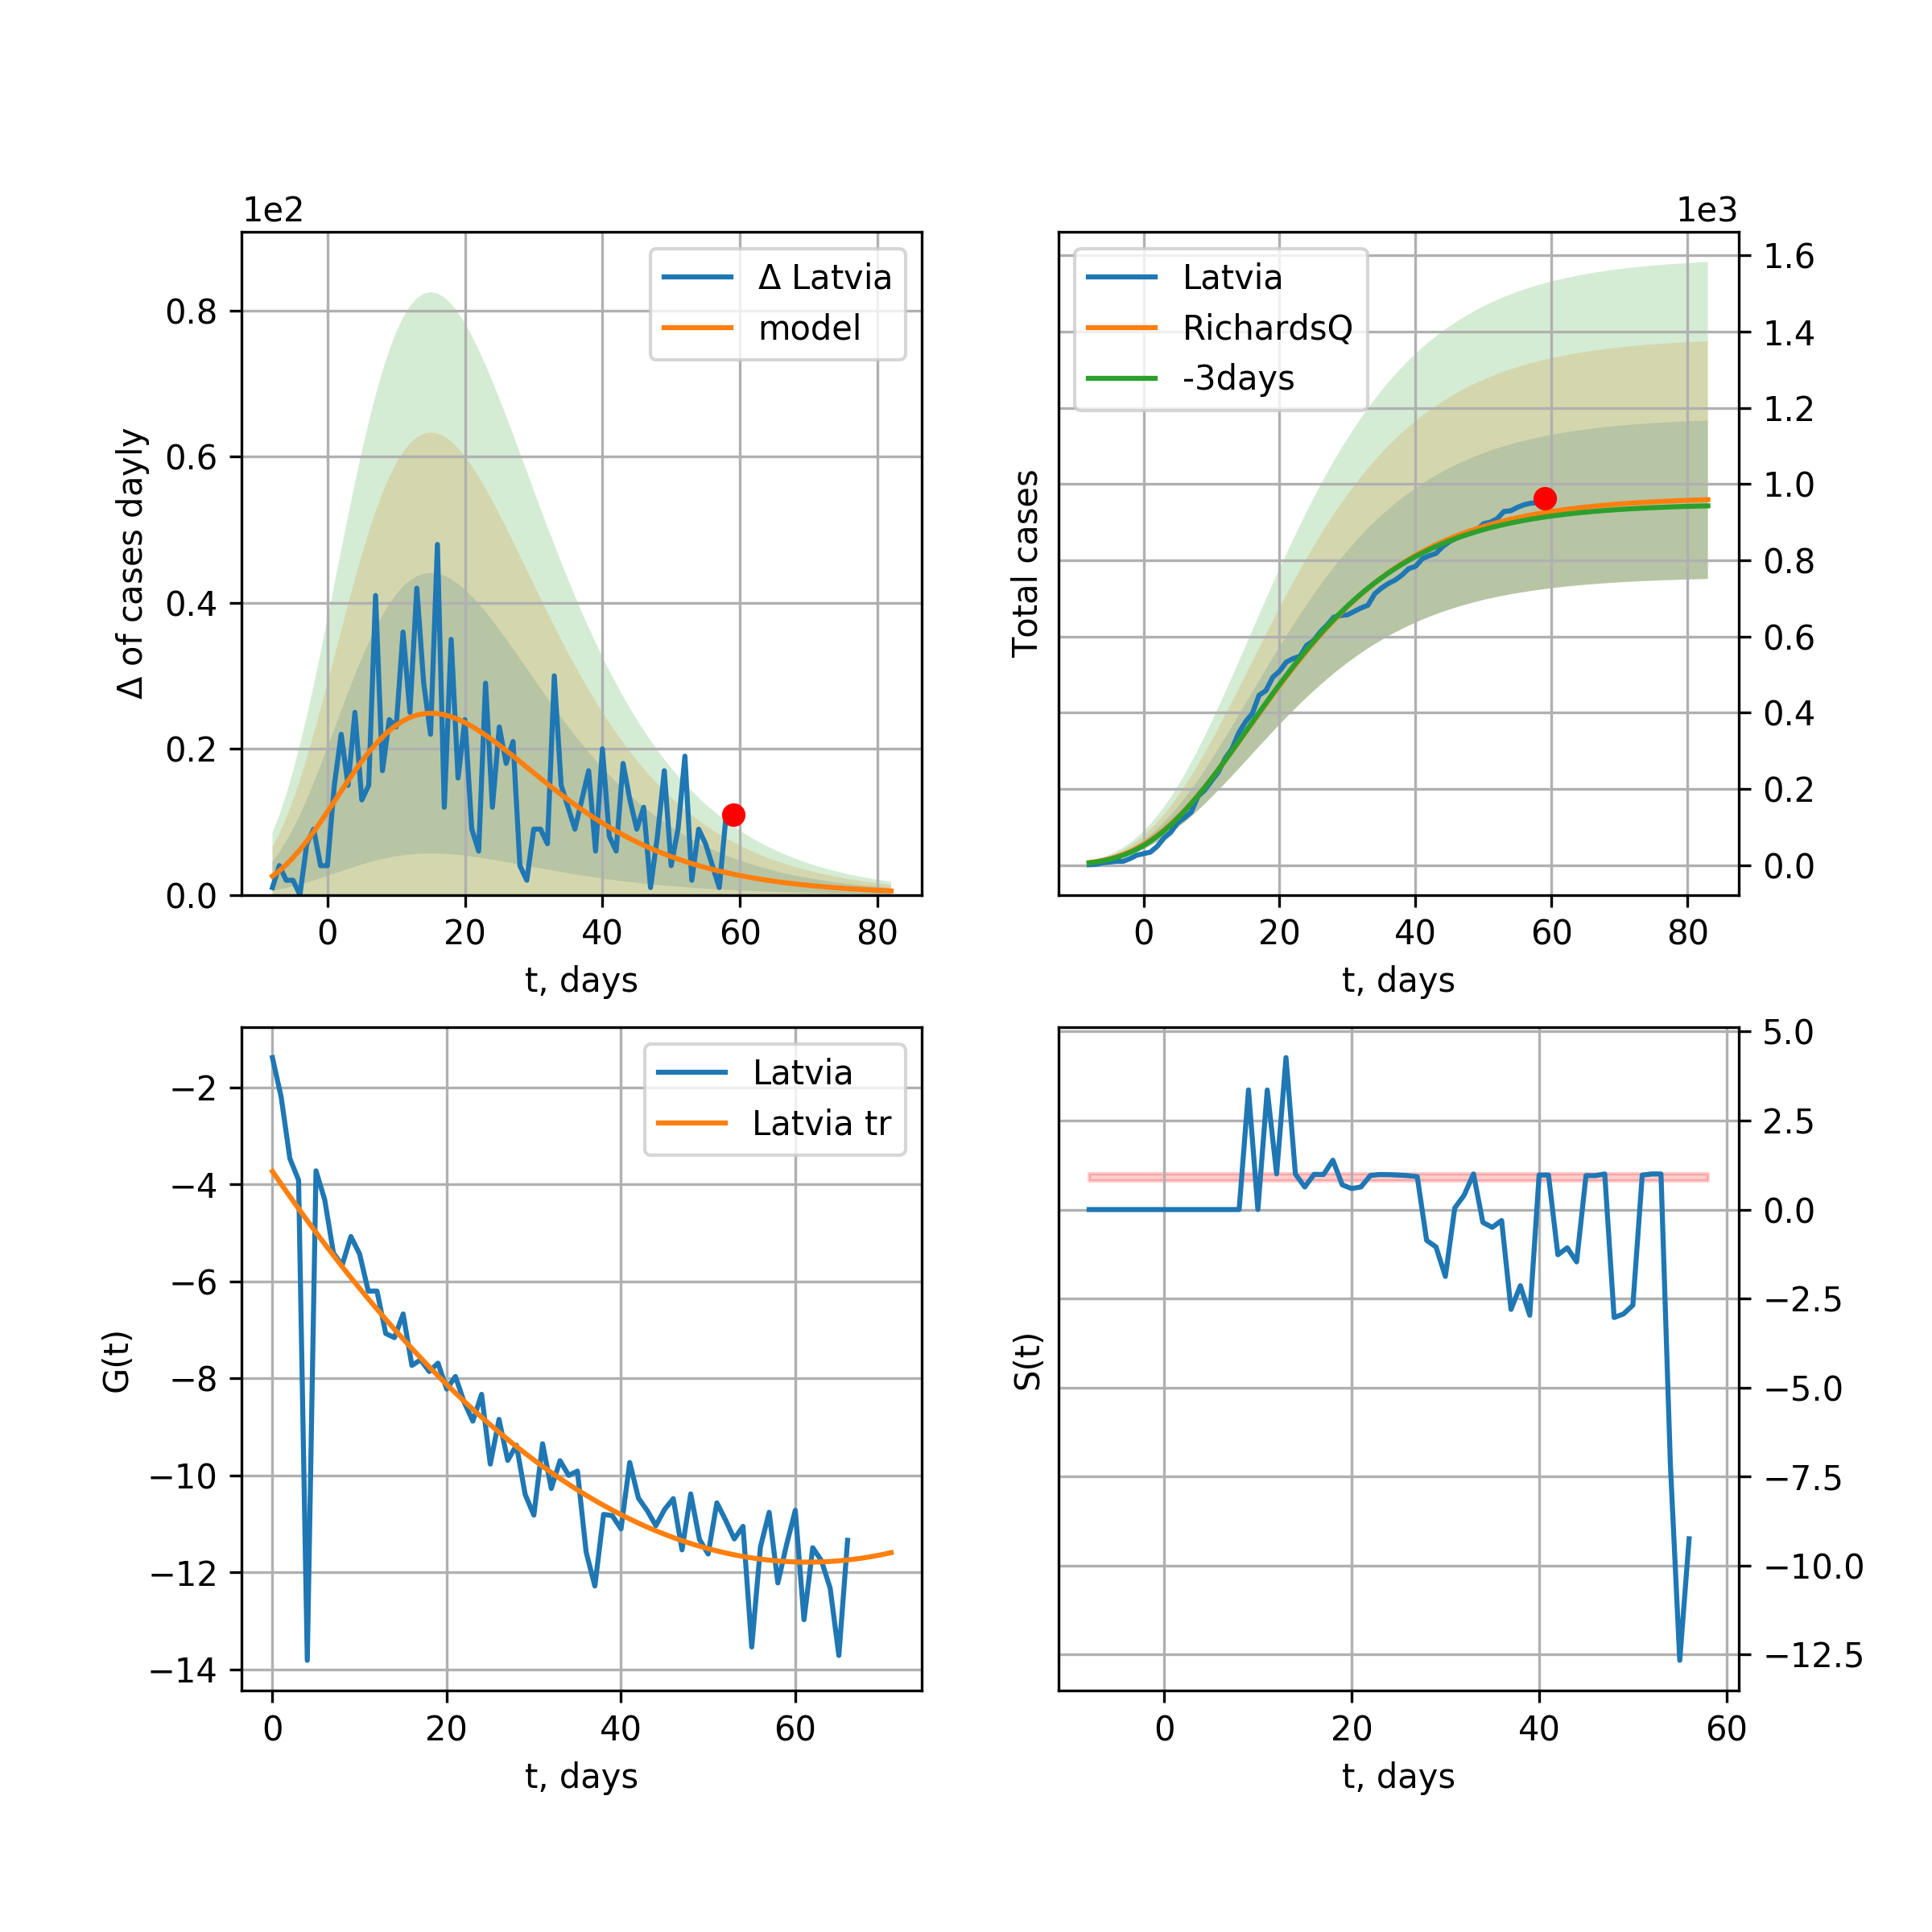 1e2
Δ of cases dayly
0.8
0.6
0.4
0.2
0.0
0 20 40 60 80
t, days
Δ Latvia
model
1e3
Total cases
1.6
1.4
1.2
1.0
0.8
0.6
0.4
0.2
0.0
0 20 40 60 80
t, days
Latvia
RichardsQ
-3days
G(t)
−2
−4
−6
−8
−10
−12
−14
0 20 40 60
t, days
Latvia
Latvia tr
S(t)
5.0
2.5
0.0
−2.5
−5.0
−7.5
−10.0
−12.5
0 20 40 60
t, days